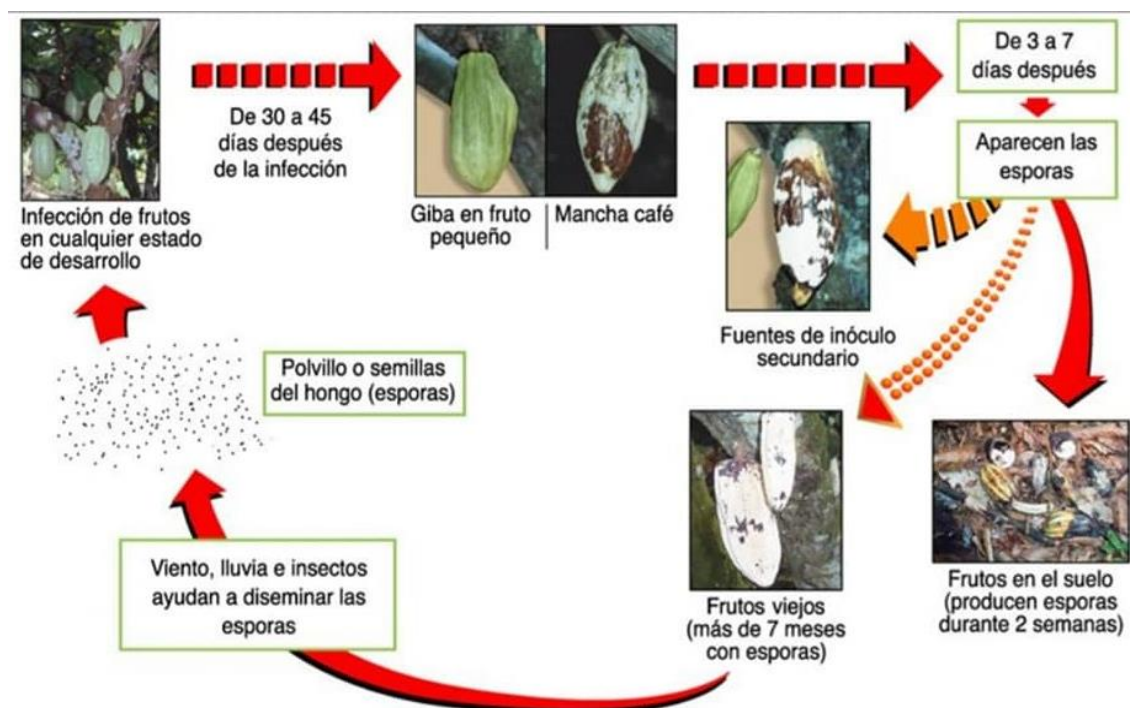 Infección de frutos
en cualquier estado
de desarrollo
De 30 a 45
días después
de la infección
Giba en fruto
pequeño
Mancha café
De 3 a 7
días después
Aparecen las
esporas
Fuentes de inóculo
secundario
Frutos en el suelo
(producen esporas
durante 2 semanas)
Frutos viejos
(más de 7 meses
con esporas)
Viento, lluvia e insectos
ayudan a diseminar las
esporas
Polvillo o semillas
del hongo (esporas)